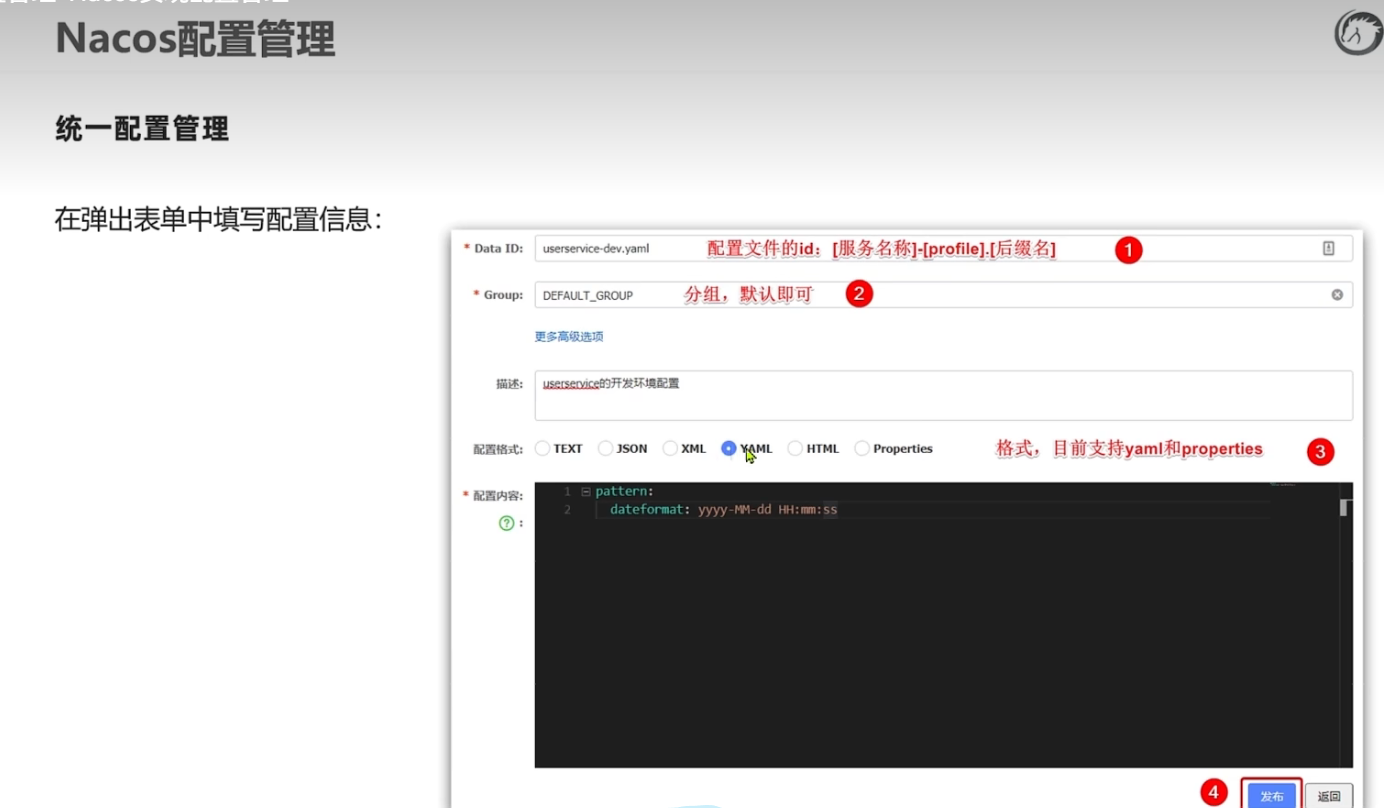 Nacos配置管理
统一配置管理
在弹出表单中填写配置信息：
* Data ID: userservice-dev.yaml 配置文件的id：[服务名称]-[profile].[后缀名] 1
* Group: DEFAULT_GROUP 分组，默认即可 2
更多高级选项
描述: userservice的开发环境配置
配置格式: TEXT JSON XML YAML HTML Properties 格式，目前支持yaml和properties 3
* 配置内容: 1 pattern:
? : 2 dateformat: yyyy-MM-dd HH:mm:ss
4 发布 返回